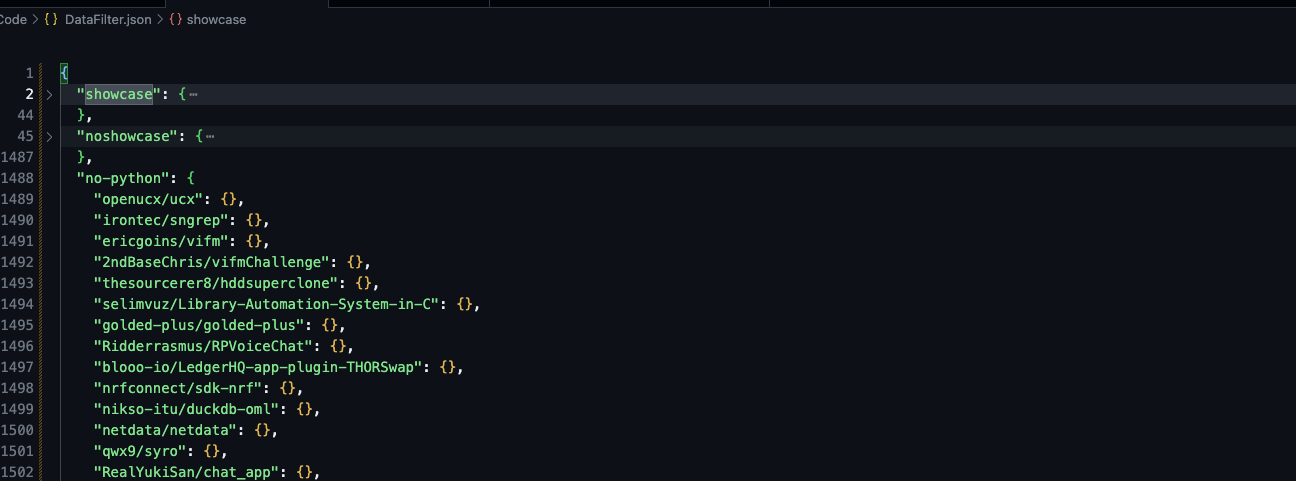 Code > {} DataFilter.json > {} showcase
1 {
2 > "showcase": { ⋯
44 },
45 > "noshowcase": { ⋯
1487 },
1488 "no-python": {
1489 "openucx/ucx": {},
1490 "irontec/sngrep": {},
1491 "ericgoins/vifm": {},
1492 "2ndBaseChris/vifmChallenge": {},
1493 "thesourcerer8/hddsuperclone": {},
1494 "selimvuz/Library-Automation-System-in-C": {},
1495 "golded-plus/golded-plus": {},
1496 "Ridderrasmus/RPVoiceChat": {},
1497 "blooo-io/LedgerHQ-app-plugin-THORSwap": {},
1498 "nrfconnect/sdk-nrf": {},
1499 "nikso-itu/duckdb-oml": {},
1500 "netdata/netdata": {},
1501 "qwx9/syro": {},
1502 "RealYukiSan/chat_app": {},